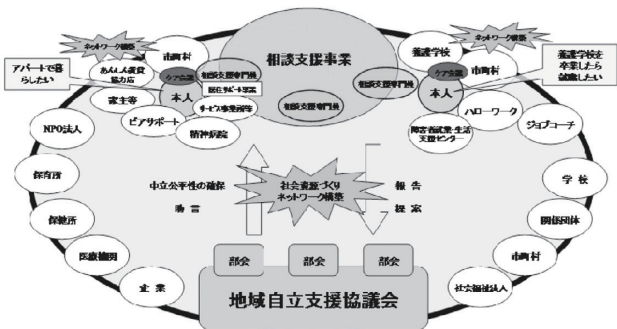 ネットワーク構築
ネットワーク構築
相談支援事業
アパートで暮
らしたい
市町村
あんしん賃貸
協力店
ケア会議
本人
家主等
ピアサポート
相談支援専門員
居住サポート事業
サービス事業所等
精神病院
相談支援専門員
相談支援専門員
養護学校
ケア会議
市町村
本人
ハローワーク
障害者就業・生活
支援センター
ジョブコーチ
養護学校を
卒業したら
就職したい
NPO法人
保育所
保健所
医療機関
企業
学校
関係団体
市町村
社会福祉法人
中立公平性の確保
助言
社会資源づくり
ネットワーク構築
報告
提案
部会
部会
部会
地域自立支援協議会